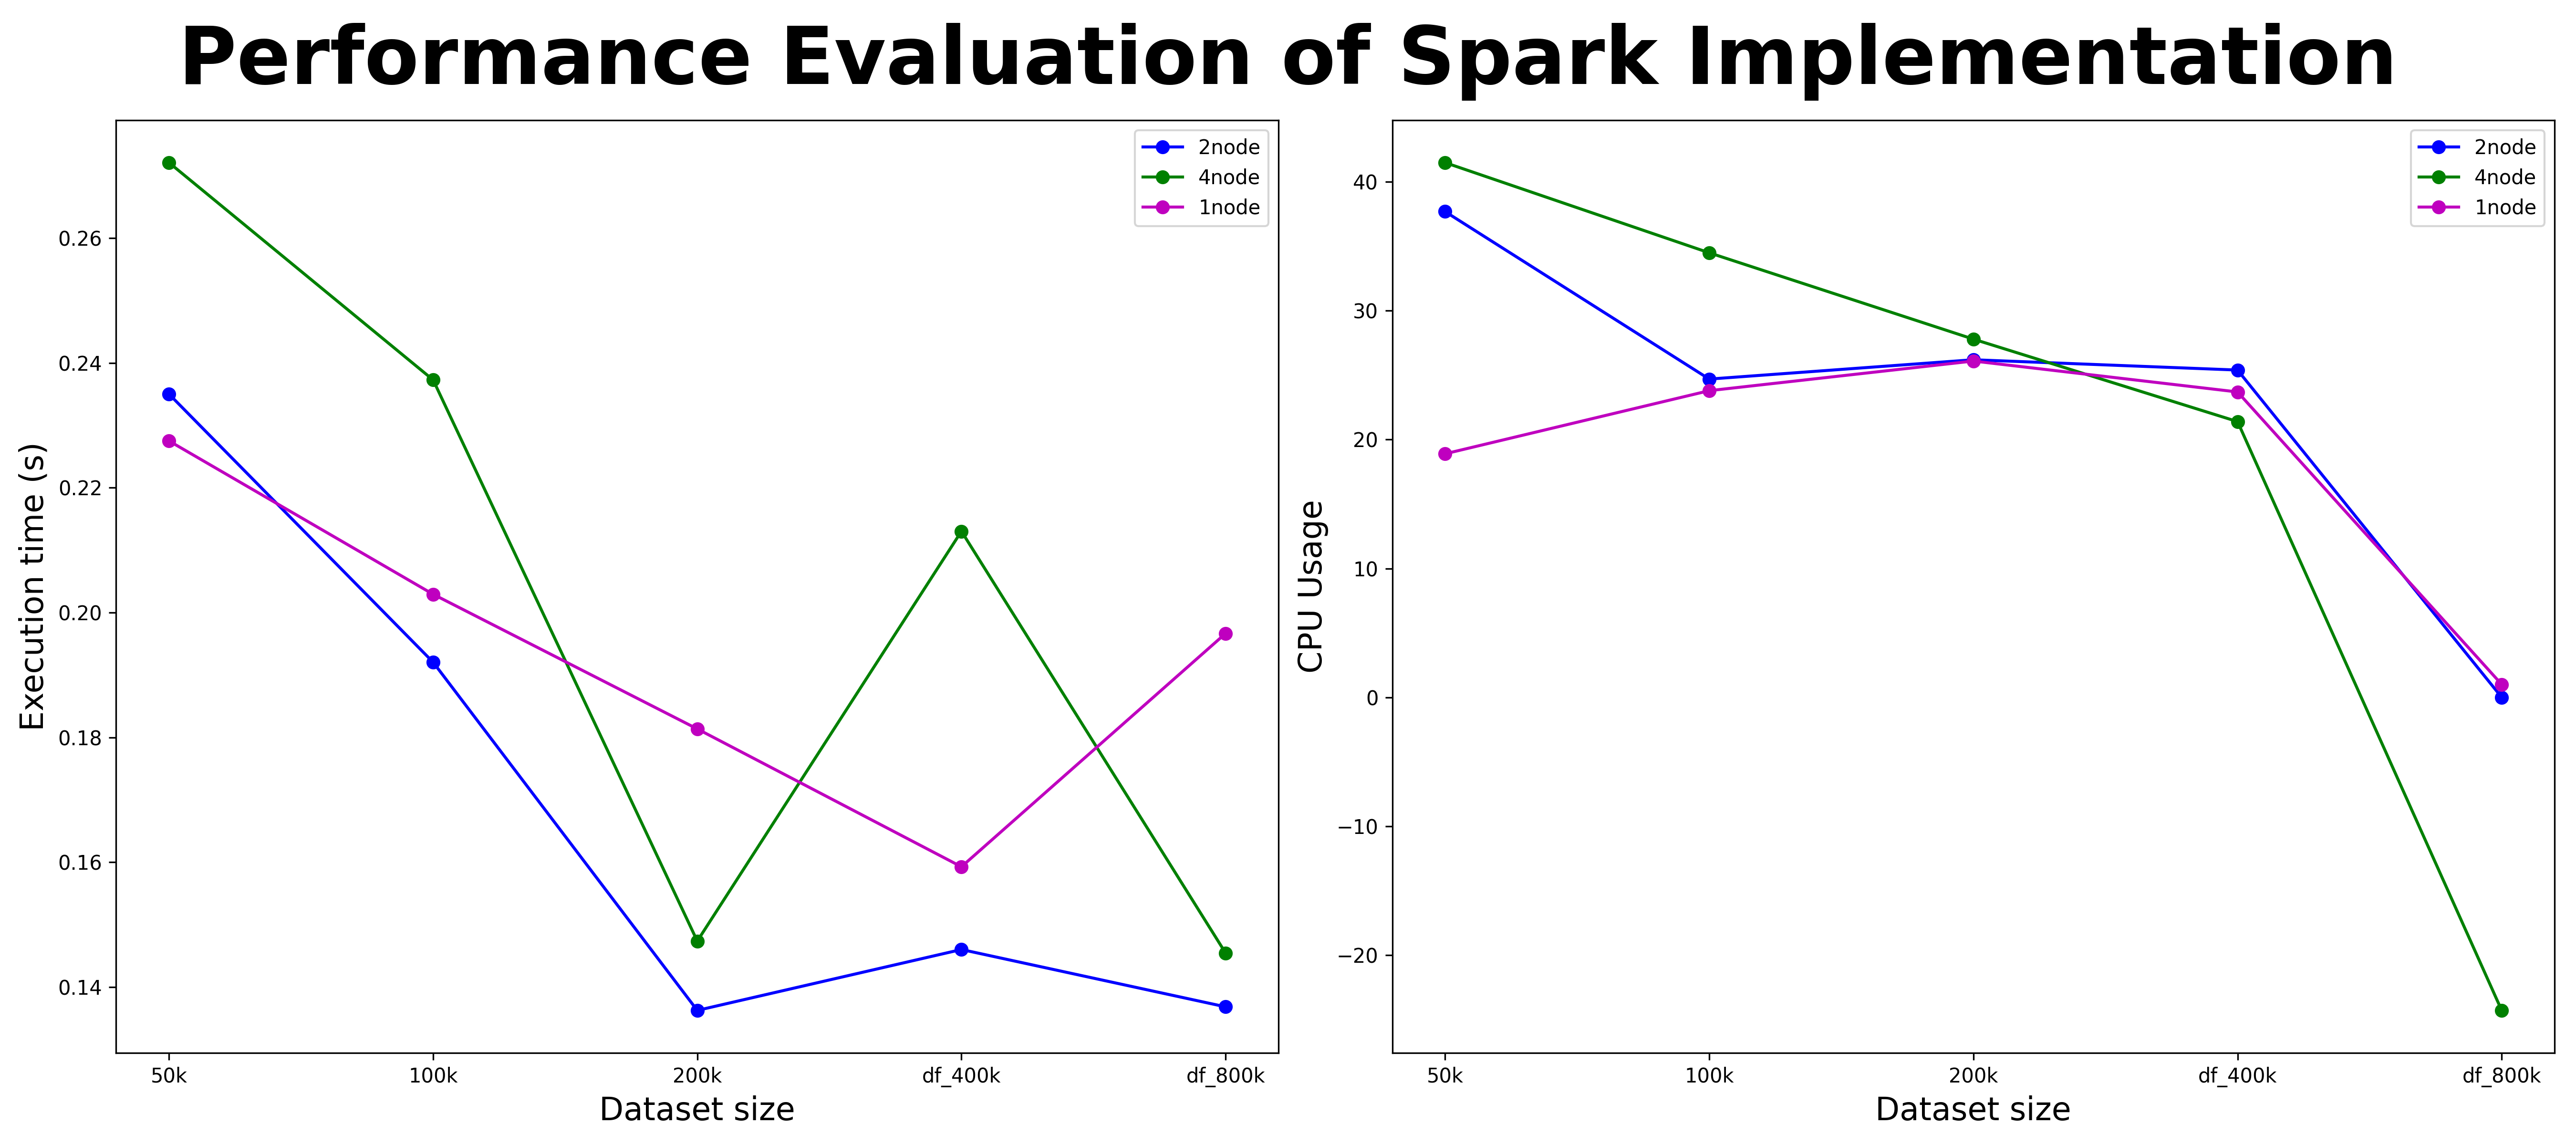 Performance Evaluation of Spark Implementation
2node
4node
1node
0.26
0.24
0.22
0.20
0.18
0.16
0.14
Execution time (s)
50k 100k 200k df_400k df_800k
Dataset size
2node
4node
1node
40
30
20
10
0
−10
−20
CPU Usage
50k 100k 200k df_400k df_800k
Dataset size